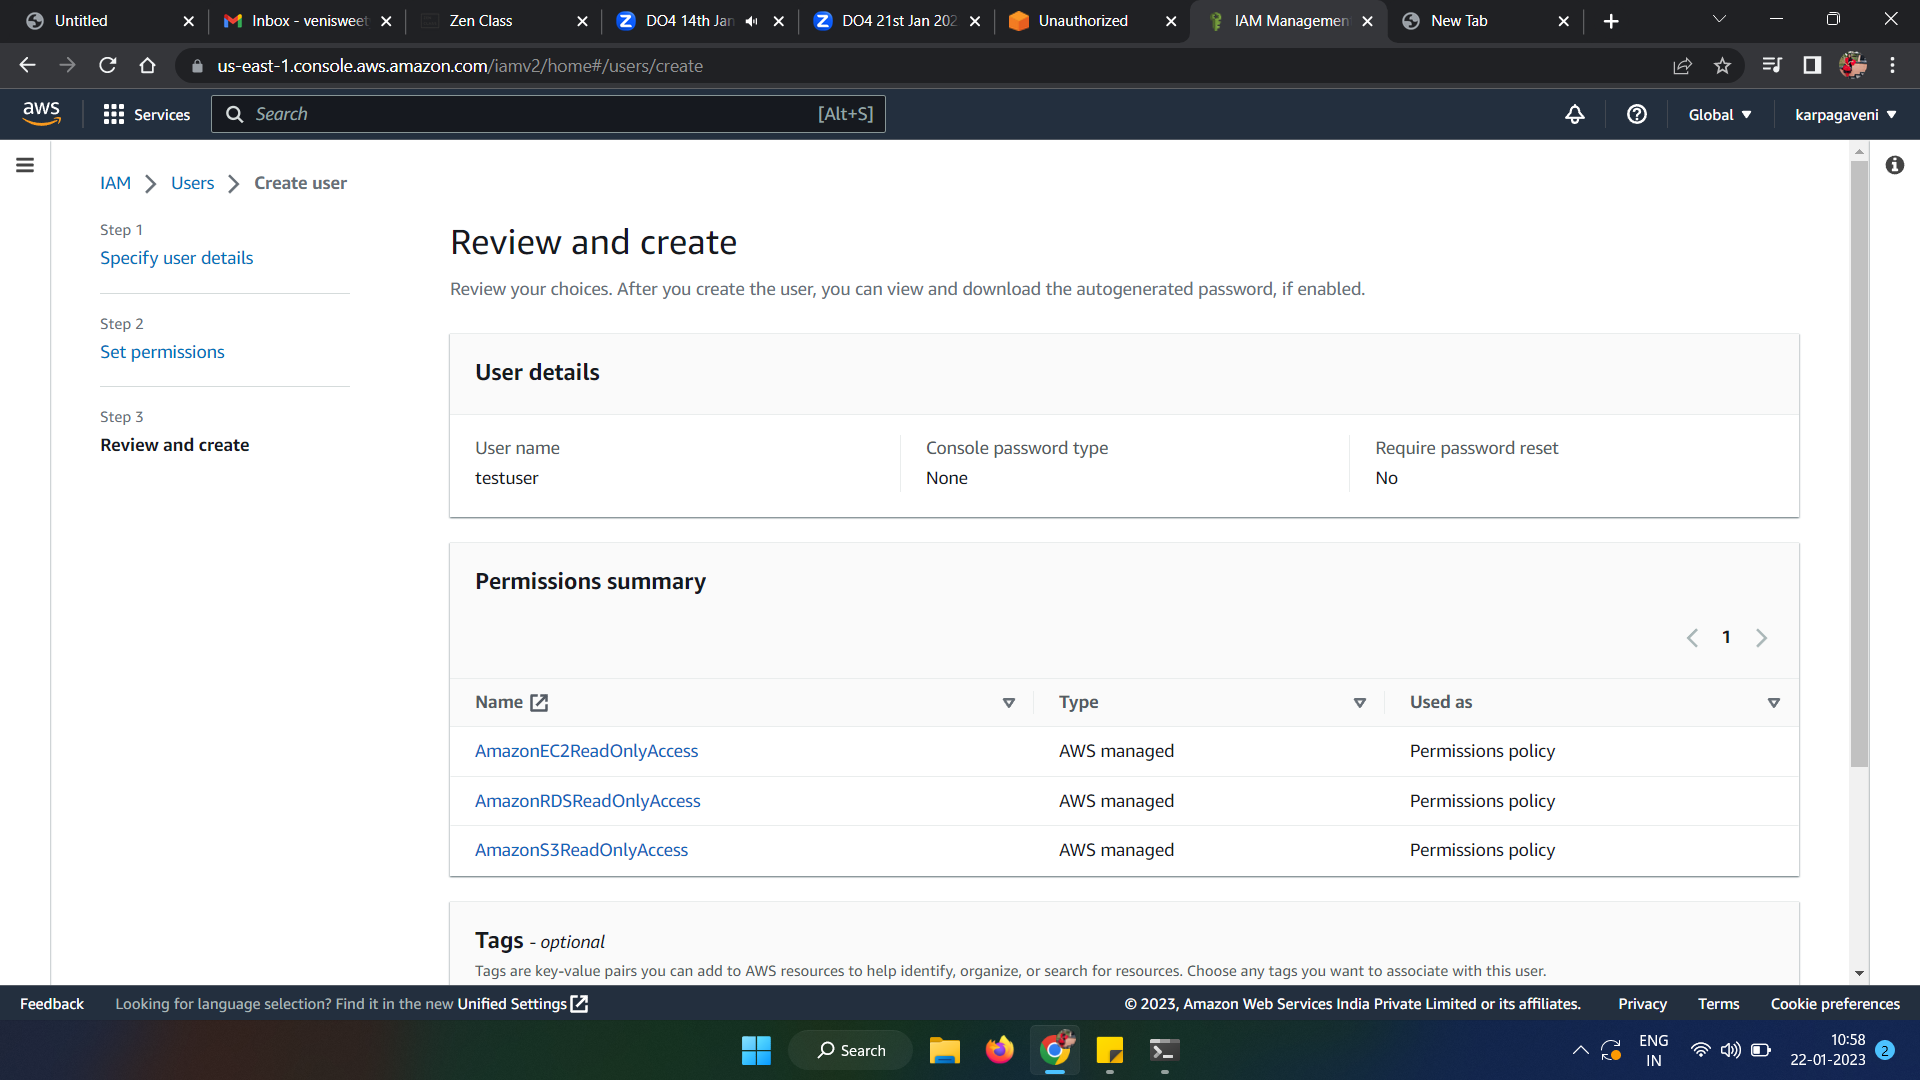 Untitled
Inbox - venisweet
Zen Class
DO4 14th Jan
DO4 21st Jan 202
Unauthorized
IAM Managemen
New Tab
us-east-1.console.aws.amazon.com/iamv2/home#/users/create
aws
Services
Search
[Alt+S]
Global
karpagaveni
IAM
Users
Create user
Step 1
Specify user details
Step 2
Set permissions
Step 3
Review and create
Review and create
Review your choices. After you create the user, you can view and download the autogenerated password, if enabled.
User details
User name
Console password type
Require password reset
testuser
None
No
Permissions summary
1
Name
Type
Used as
AmazonEC2ReadOnlyAccess
AWS managed
Permissions policy
AmazonRDSReadOnlyAccess
AWS managed
Permissions policy
AmazonS3ReadOnlyAccess
AWS managed
Permissions policy
Tags - optional
Tags are key-value pairs you can add to AWS resources to help identify, organize, or search for resources. Choose any tags you want to associate with this user.
Feedback
Looking for language selection? Find it in the new Unified Settings
© 2023, Amazon Web Services India Private Limited or its affiliates.
Privacy
Terms
Cookie preferences
Search
ENG
IN
10:58
22-01-2023
2